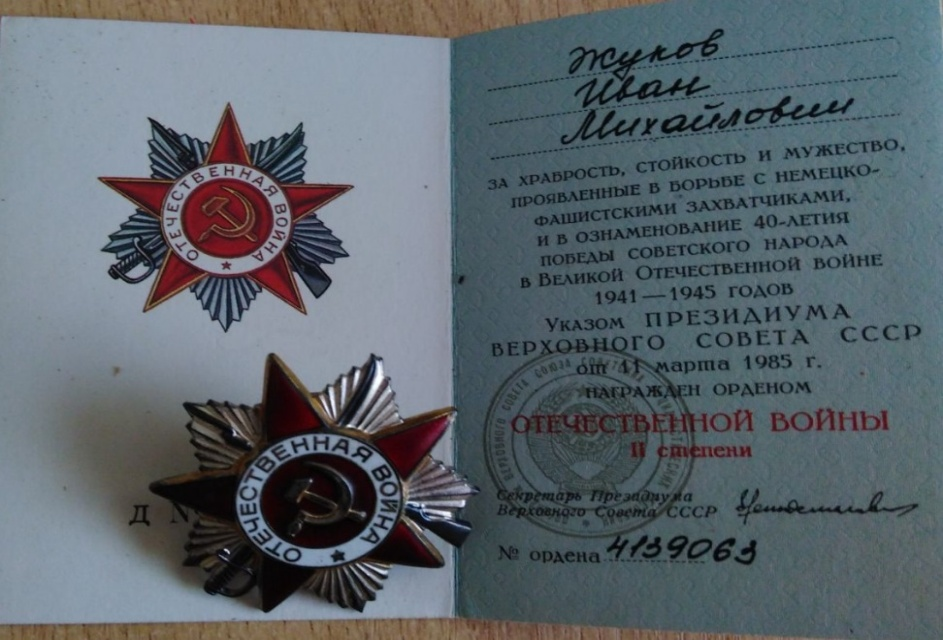 ОТЕЧЕСТВЕННАЯ ВОЙНА
ОТЕЧЕСТВЕННАЯ ВОЙНА
Д №
Жуков
Иван
Михайлович
ЗА ХРАБРОСТЬ, СТОЙКОСТЬ И МУЖЕСТВО,
ПРОЯВЛЕННЫЕ В БОРЬБЕ С НЕМЕЦКО-
ФАШИСТСКИМИ ЗАХВАТЧИКАМИ,
И В ОЗНАМЕНОВАНИЕ 40-ЛЕТИЯ
ПОБЕДЫ СОВЕТСКОГО НАРОДА
В ВЕЛИКОЙ ОТЕЧЕСТВЕННОЙ ВОЙНЕ
1941—1945 ГОДОВ
УКАЗОМ ПРЕЗИДИУМА
ВЕРХОВНОГО СОВЕТА СССР
от 11 марта 1985 г.
НАГРАЖДЕН ОРДЕНОМ
ОТЕЧЕСТВЕННОЙ ВОЙНЫ
II степени
Секретарь Президиума
Верховного Совета СССР
№ ордена 4139063